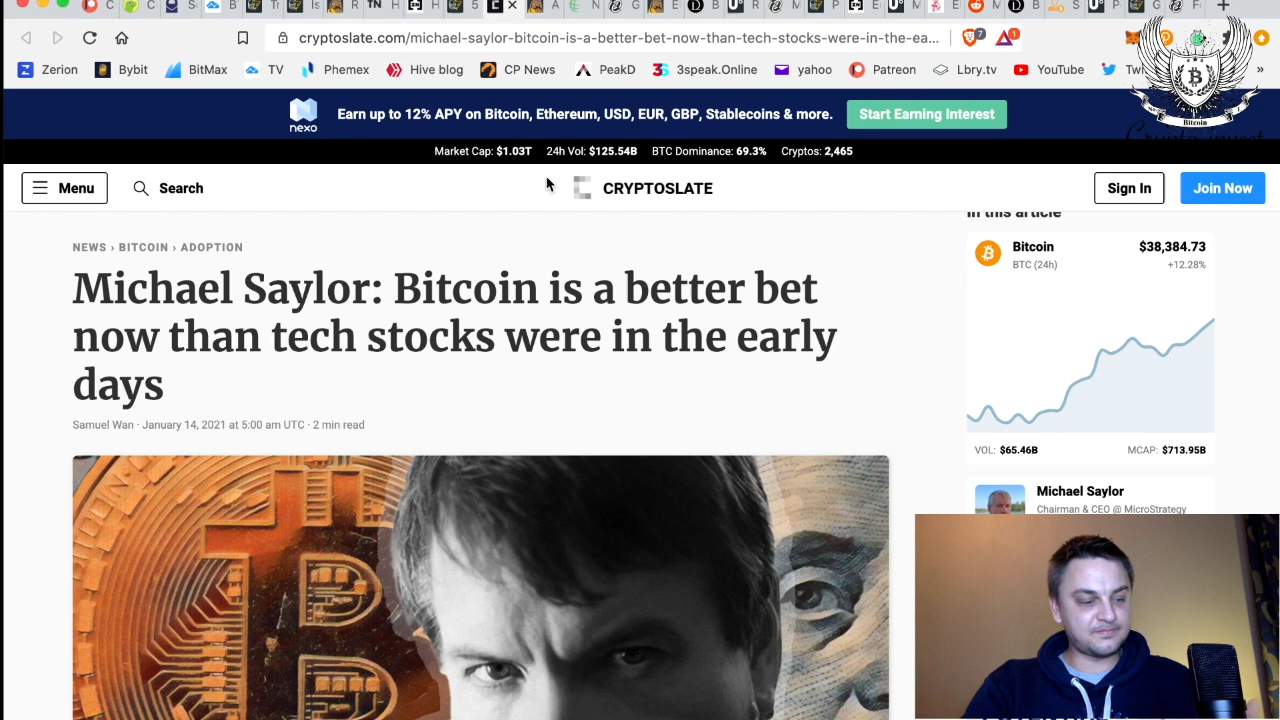 cryptoslate.com/michael-saylor-bitcoin-is-a-better-bet-now-than-tech-stocks-were-in-the-ea...
7
1
Zerion
Bybit
BitMax
TV
Phemex
Hive blog
CP News
PeakD
3speak.Online
yahoo
Patreon
Lbry.tv
YouTube
»
Bitcoin
nexo
Earn up to 12% APY on Bitcoin, Ethereum, USD, EUR, GBP, Stablecoins & more.
Start Earning Interest
Market Cap: $1.03T 24h Vol: $125.54B BTC Dominance: 69.3% Cryptos: 2,465
Menu
Search
CRYPTOSLATE
Sign In
Join Now
In this article
NEWS › BITCOIN › ADOPTION
Michael Saylor: Bitcoin is a better bet
now than tech stocks were in the early
days
Samuel Wan · January 14, 2021 at 5:00 am UTC · 2 min read
Bitcoin
$38,384.73
BTC (24h)
+12.28%
VOL: $65.46B
MCAP: $713.95B
Michael Saylor
Chairman & CEO @ MicroStrategy